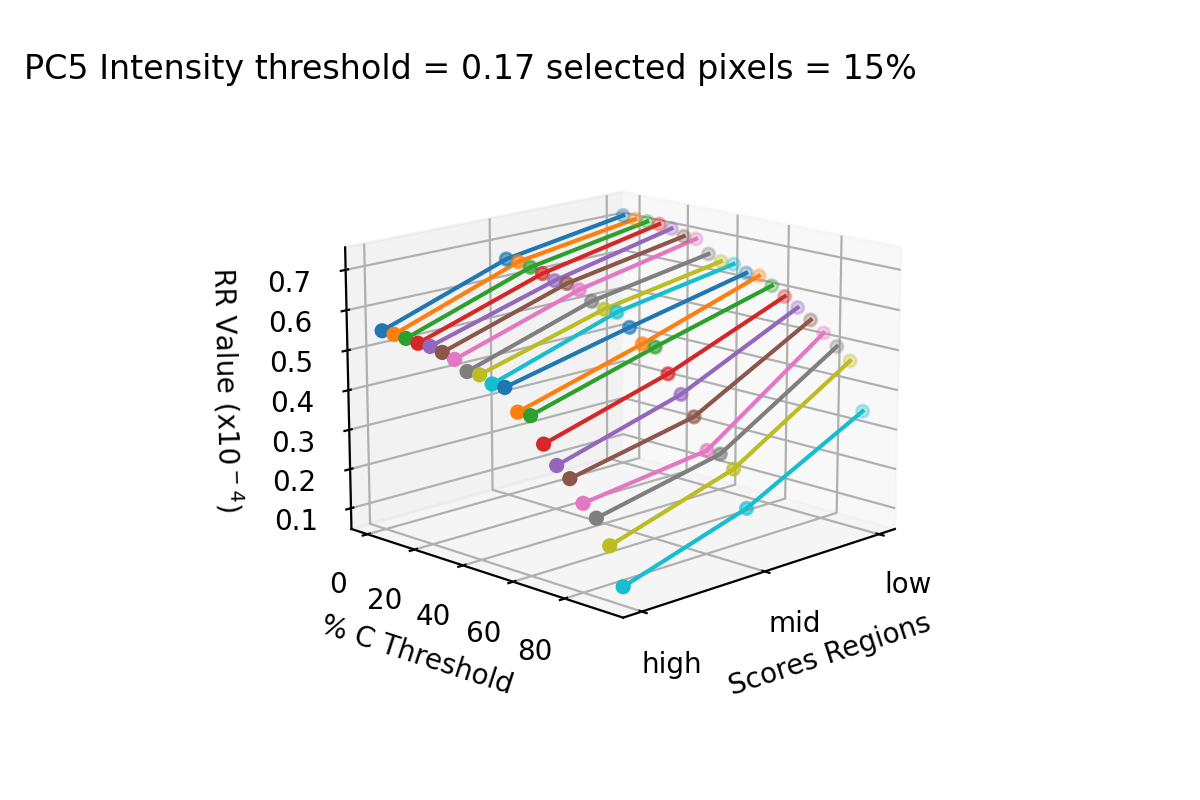 PC5 Intensity threshold = 0.17 selected pixels = 15%
RR Value (x10⁻⁴)
0.7
0.6
0.5
0.4
0.3
0.2
0.1
0
20
40
60
80
% C Threshold
high
mid
low
Scores Regions